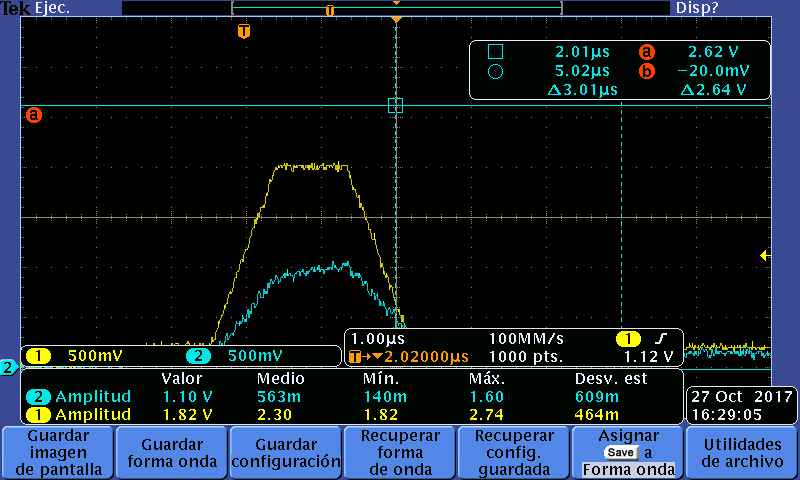 Tek Ejec. Disp?
T T
2.01µs a 2.62 V
5.02µs b −20.0mV
Δ3.01µs Δ2.64 V
a
1 500mV 2 500mV
1.00µs 100MM/s 1
T→▼2.02000µs 1000 pts. 1.12 V
2
Valor Medio Mín. Máx. Desv. est
2 Amplitud 1.10 V 563m 140m 1.60 609m
1 Amplitud 1.82 V 2.30 1.82 2.74 464m
27 Oct 2017
16:29:05
Guardar
imagen
de pantalla
Guardar
forma onda
Guardar
configuración
Recuperar
forma
de onda
Recuperar
config.
guardada
Asignar
Save a
Forma onda
Utilidades
de archivo